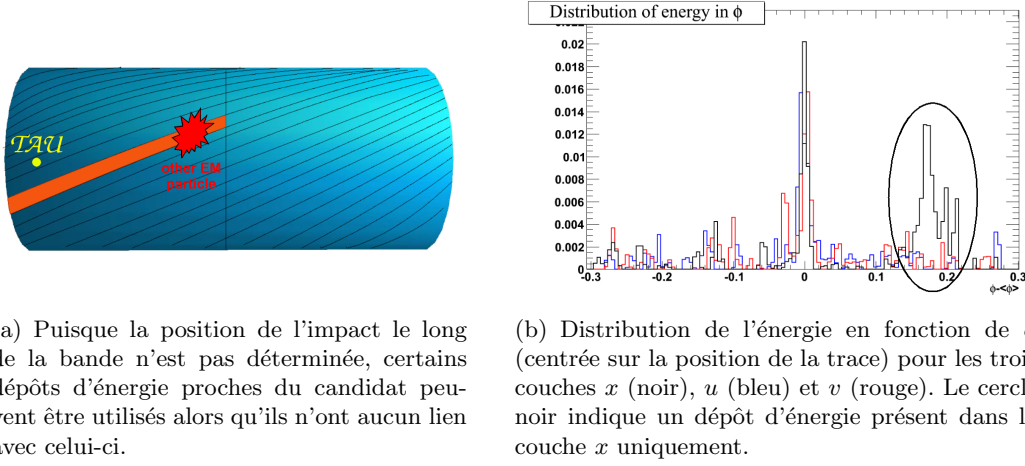 TAU
other EM
particle
Distribution of energy in ϕ
0.02
0.018
0.016
0.014
0.012
0.01
0.008
0.006
0.004
0.002
0
-0.3 -0.2 -0.1 0 0.1 0.2 0.3
ϕ-<ϕ>
a) Puisque la position de l'impact le long
la bande n'est pas déterminée, certains
dépôts d'énergie proches du candidat peu-
vent être utilisés alors qu'ils n'ont aucun lien
avec celui-ci.
(b) Distribution de l'énergie en fonction de
(centrée sur la position de la trace) pour les troi
couches x (noir), u (bleu) et v (rouge). Le cercl
noir indique un dépôt d'énergie présent dans l
couche x uniquement.